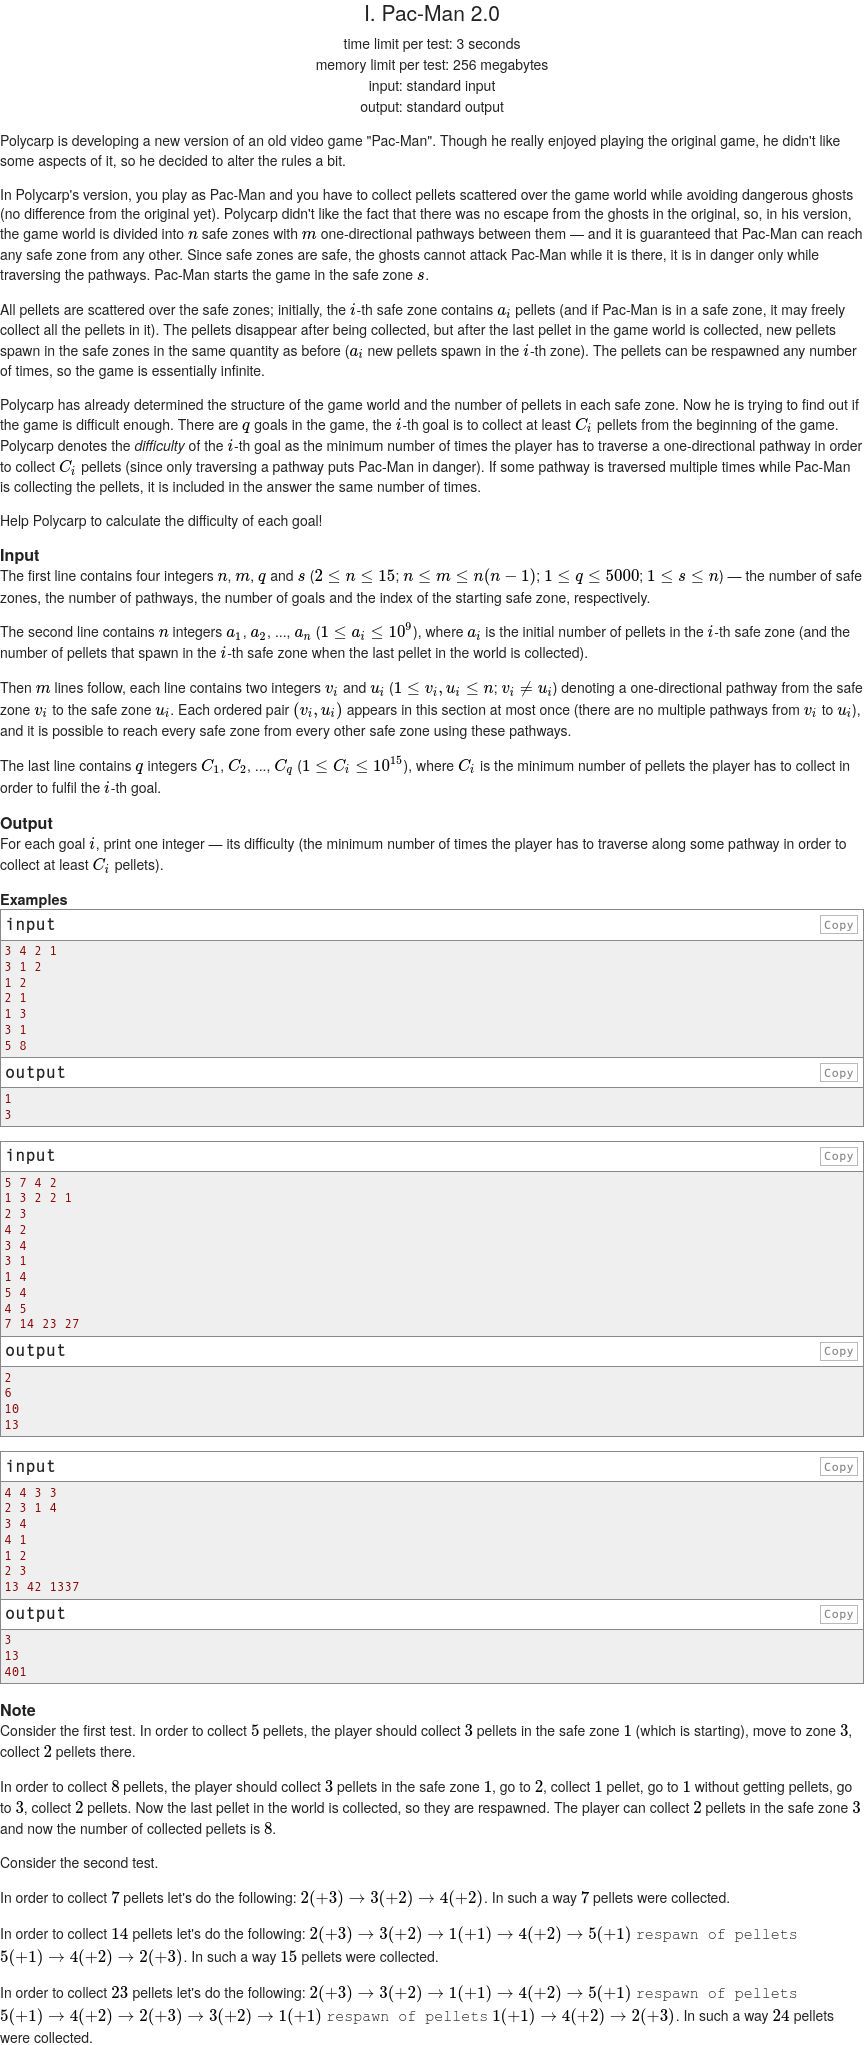 I. Pac-Man 2.0
time limit per test: 3 seconds
memory limit per test: 256 megabytes
input: standard input
output: standard output
Polycarp is developing a new version of an old video game "Pac-Man". Though he really enjoyed playing the original game, he didn't like
some aspects of it, so he decided to alter the rules a bit.
In Polycarp's version, you play as Pac-Man and you have to collect pellets scattered over the game world while avoiding dangerous ghosts
(no difference from the original yet). Polycarp didn't like the fact that there was no escape from the ghosts in the original, so, in his version,
the game world is divided into n safe zones with m one-directional pathways between them — and it is guaranteed that Pac-Man can reach
any safe zone from any other. Since safe zones are safe, the ghosts cannot attack Pac-Man while it is there, it is in danger only while
traversing the pathways. Pac-Man starts the game in the safe zone s.
All pellets are scattered over the safe zones; initially, the i-th safe zone contains a_i pellets (and if Pac-Man is in a safe zone, it may freely
collect all the pellets in it). The pellets disappear after being collected, but after the last pellet in the game world is collected, new pellets
spawn in the safe zones in the same quantity as before (a_i new pellets spawn in the i-th zone). The pellets can be respawned any number
of times, so the game is essentially infinite.
Polycarp has already determined the structure of the game world and the number of pellets in each safe zone. Now he is trying to find out if
the game is difficult enough. There are q goals in the game, the i-th goal is to collect at least C_i pellets from the beginning of the game.
Polycarp denotes the difficulty of the i-th goal as the minimum number of times the player has to traverse a one-directional pathway in order
to collect C_i pellets (since only traversing a pathway puts Pac-Man in danger). If some pathway is traversed multiple times while Pac-Man
is collecting the pellets, it is included in the answer the same number of times.
Help Polycarp to calculate the difficulty of each goal!
Input
The first line contains four integers n, m, q and s (2 ≤ n ≤ 15; n ≤ m ≤ n(n − 1); 1 ≤ q ≤ 5000; 1 ≤ s ≤ n) — the number of safe
zones, the number of pathways, the number of goals and the index of the starting safe zone, respectively.
The second line contains n integers a_1, a_2, ..., a_n (1 ≤ a_i ≤ 10^9), where a_i is the initial number of pellets in the i-th safe zone (and the
number of pellets that spawn in the i-th safe zone when the last pellet in the world is collected).
Then m lines follow, each line contains two integers v_i and u_i (1 ≤ v_i, u_i ≤ n; v_i ≠ u_i) denoting a one-directional pathway from the safe
zone v_i to the safe zone u_i. Each ordered pair (v_i, u_i) appears in this section at most once (there are no multiple pathways from v_i to u_i),
and it is possible to reach every safe zone from every other safe zone using these pathways.
The last line contains q integers C_1, C_2, ..., C_q (1 ≤ C_i ≤ 10^15), where C_i is the minimum number of pellets the player has to collect in
order to fulfil the i-th goal.
Output
For each goal i, print one integer — its difficulty (the minimum number of times the player has to traverse along some pathway in order to
collect at least C_i pellets).
Examples
input
Copy
3 4 2 1
3 1 2
1 2
2 1
1 3
3 1
5 8
output
Copy
1
3
input
Copy
5 7 4 2
1 3 2 2 1
2 3
4 2
3 4
3 1
1 4
5 4
4 5
7 14 23 27
output
Copy
2
6
10
13
input
Copy
4 4 3 3
2 3 1 4
3 4
4 1
1 2
2 3
13 42 1337
output
Copy
3
13
401
Note
Consider the first test. In order to collect 5 pellets, the player should collect 3 pellets in the safe zone 1 (which is starting), move to zone 3,
collect 2 pellets there.
In order to collect 8 pellets, the player should collect 3 pellets in the safe zone 1, go to 2, collect 1 pellet, go to 1 without getting pellets, go
to 3, collect 2 pellets. Now the last pellet in the world is collected, so they are respawned. The player can collect 2 pellets in the safe zone 3
and now the number of collected pellets is 8.
Consider the second test.
In order to collect 7 pellets let's do the following: 2(+3) → 3(+2) → 4(+2). In such a way 7 pellets were collected.
In order to collect 14 pellets let's do the following: 2(+3) → 3(+2) → 1(+1) → 4(+2) → 5(+1) respawn of pellets
5(+1) → 4(+2) → 2(+3). In such a way 15 pellets were collected.
In order to collect 23 pellets let's do the following: 2(+3) → 3(+2) → 1(+1) → 4(+2) → 5(+1) respawn of pellets
5(+1) → 4(+2) → 2(+3) → 3(+2) → 1(+1) respawn of pellets 1(+1) → 4(+2) → 2(+3). In such a way 24 pellets
were collected.